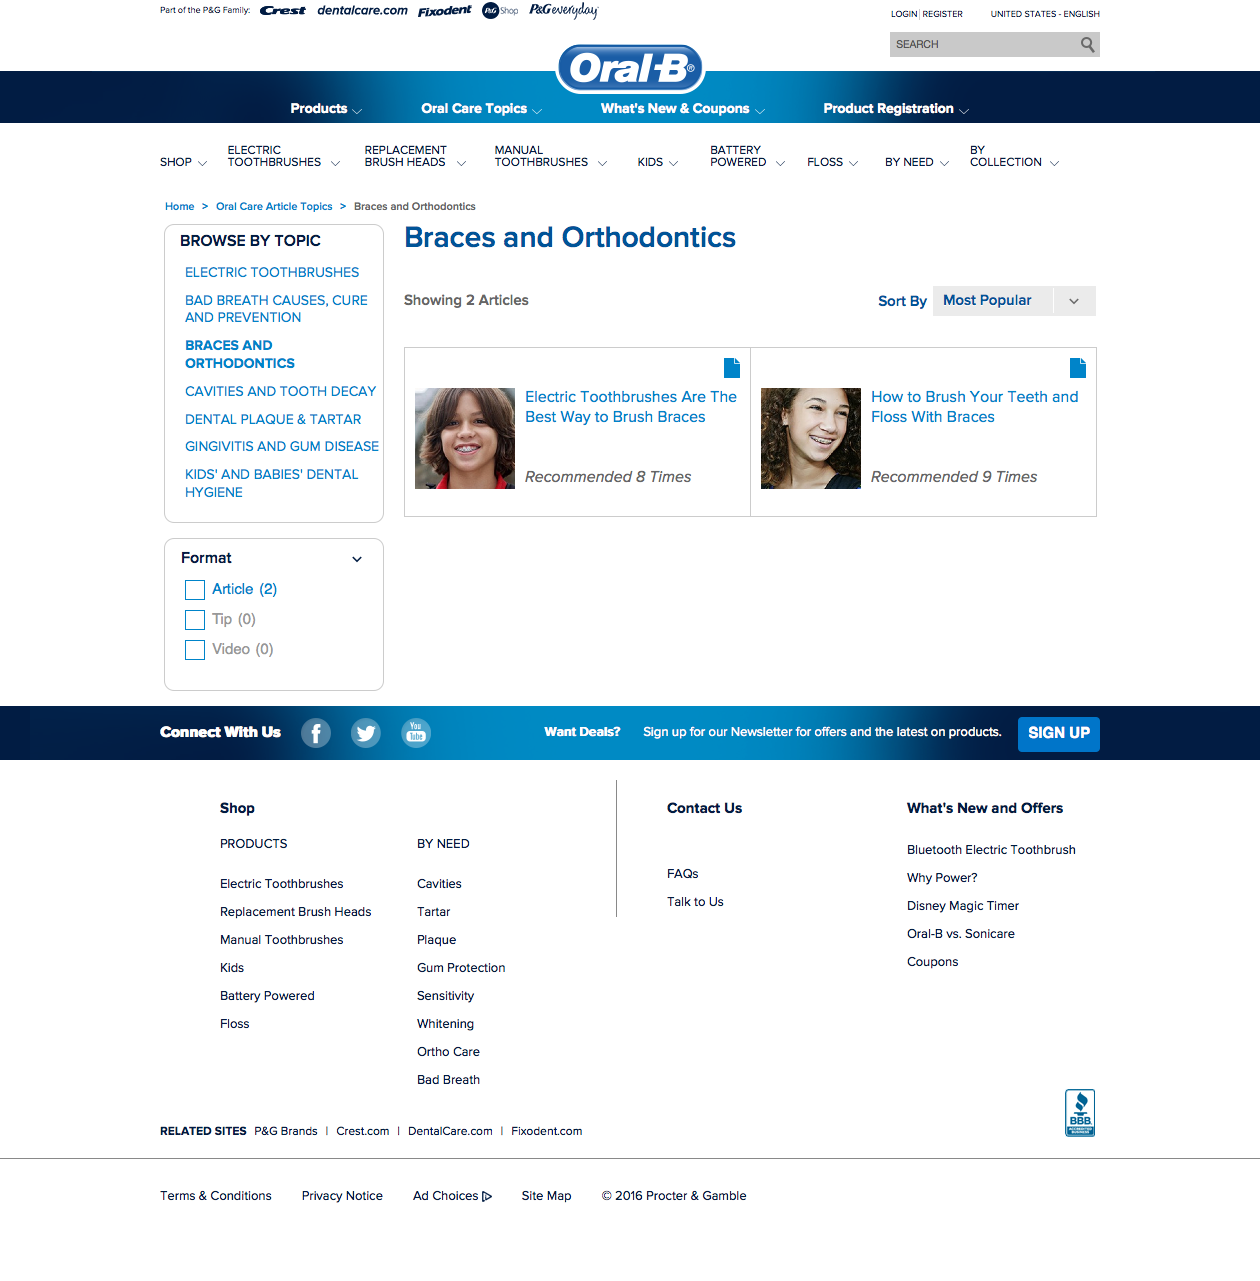 Part of the P&G Family: Crest dentalcare.com Fixodent P&G Shop P&G everyday
LOGIN | REGISTER UNITED STATES - ENGLISH
SEARCH
Oral-B®
Products Oral Care Topics What's New & Coupons Product Registration
SHOP ELECTRIC TOOTHBRUSHES REPLACEMENT BRUSH HEADS MANUAL TOOTHBRUSHES KIDS BATTERY POWERED FLOSS BY NEED BY COLLECTION
Home > Oral Care Article Topics > Braces and Orthodontics
BROWSE BY TOPIC
ELECTRIC TOOTHBRUSHES
BAD BREATH CAUSES, CURE
AND PREVENTION
BRACES AND
ORTHODONTICS
CAVITIES AND TOOTH DECAY
DENTAL PLAQUE & TARTAR
GINGIVITIS AND GUM DISEASE
KIDS' AND BABIES' DENTAL
HYGIENE
Format
Article (2)
Tip (0)
Video (0)
Braces and Orthodontics
Showing 2 Articles
Sort By Most Popular
Electric Toothbrushes Are The
Best Way to Brush Braces
Recommended 8 Times
How to Brush Your Teeth and
Floss With Braces
Recommended 9 Times
Connect With Us You Tube Want Deals? Sign up for our Newsletter for offers and the latest on products. SIGN UP
Shop
PRODUCTS
Electric Toothbrushes
Replacement Brush Heads
Manual Toothbrushes
Kids
Battery Powered
Floss
BY NEED
Cavities
Tartar
Plaque
Gum Protection
Sensitivity
Whitening
Ortho Care
Bad Breath
Contact Us
FAQs
Talk to Us
What's New and Offers
Bluetooth Electric Toothbrush
Why Power?
Disney Magic Timer
Oral-B vs. Sonicare
Coupons
BBB.
ACCREDITED
BUSINESS
RELATED SITES P&G Brands | Crest.com | DentalCare.com | Fixodent.com
Terms & Conditions Privacy Notice Ad Choices Site Map © 2016 Procter & Gamble